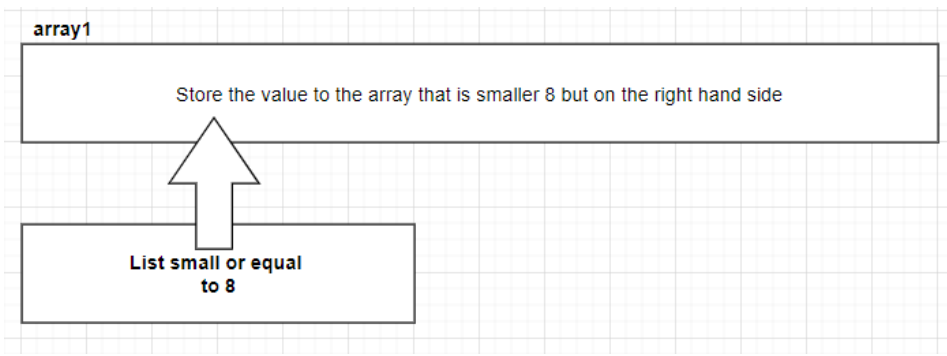 array1
Store the value to the array that is smaller 8 but on the right hand side
List small or equal
to 8